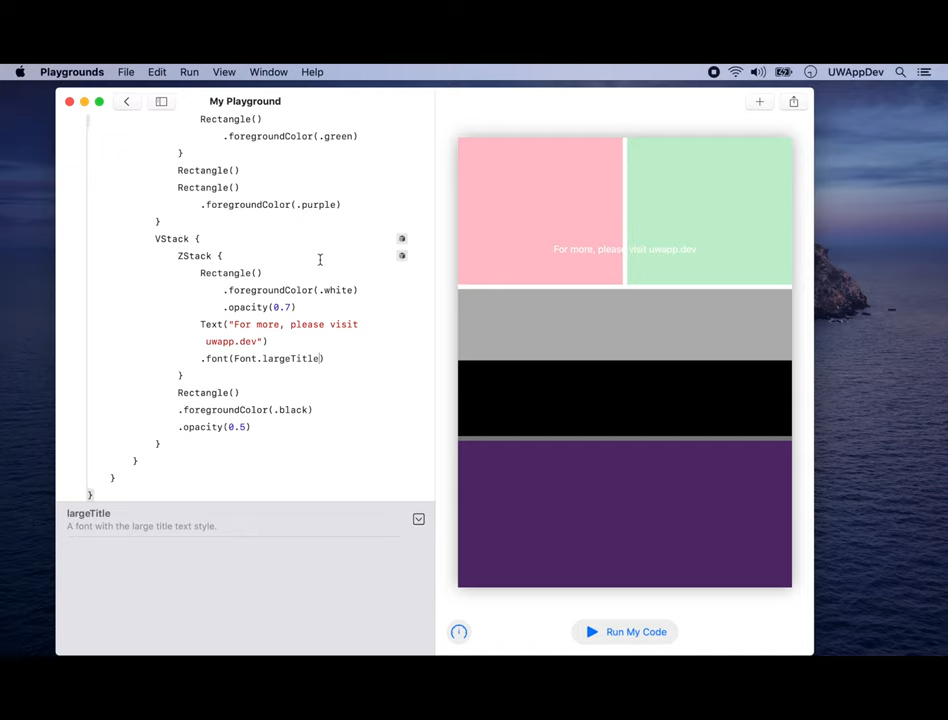 Playgrounds File Edit Run View Window Help UWAppDev
My Playground
Rectangle()
.foregroundColor(.green)
}
Rectangle()
Rectangle()
.foregroundColor(.purple)
}
VStack {
ZStack {
Rectangle()
.foregroundColor(.white)
.opacity(0.7)
Text("For more, please visit
uwapp.dev")
.font(Font.largeTitle)
}
Rectangle()
.foregroundColor(.black)
.opacity(0.5)
}
}
}
}
largeTitle
A font with the large title text style.
For more, please visit uwapp.dev
Run My Code